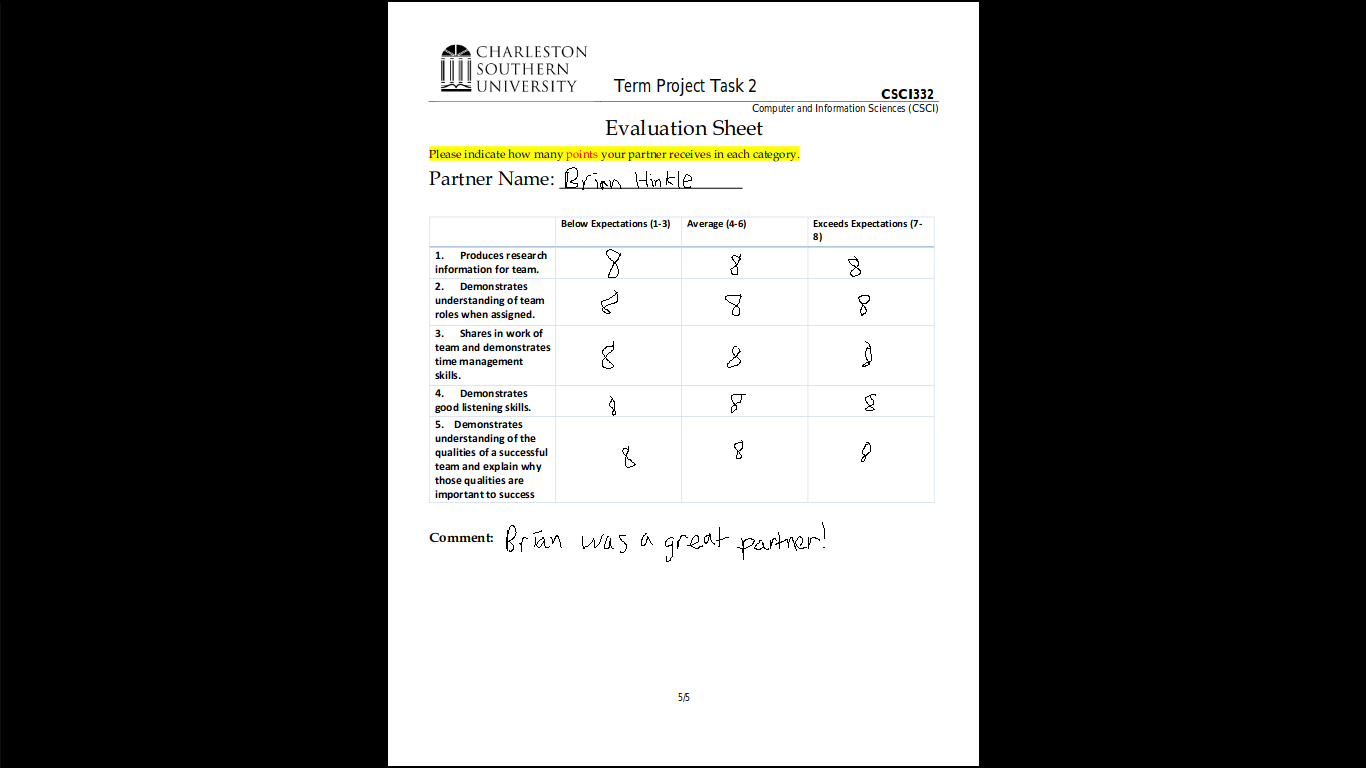 CHARLESTON
SOUTHERN
UNIVERSITY
Term Project Task 2
CSCI332
Computer and Information Sciences (CSCI)
Evaluation Sheet
Please indicate how many points your partner receives in each category.
Partner Name: Brian Hinkle
Below Expectations (1-3) Average (4-6) Exceeds Expectations (7-
8)
1. Produces research
information for team. 8 8 8
2. Demonstrates
understanding of team
roles when assigned. 8 8 8
3. Shares in work of
team and demonstrates
time management
skills. 8 8 8
4. Demonstrates
good listening skills. 8 8 8
5. Demonstrates
understanding of the
qualities of a successful
team and explain why
those qualities are
important to success 8 8 8
Comment: Brian was a great partner!
5/5